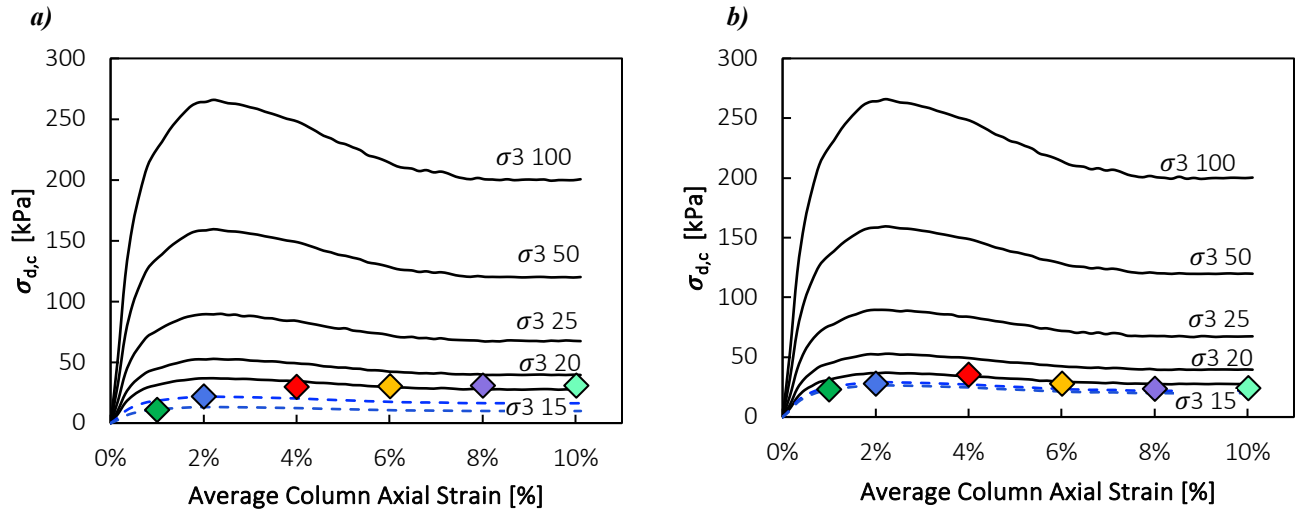 a)
300
250
200
150
100
50
0
σd,c [kPa]
σ3 100
σ3 50
σ3 25
σ3 20
σ3 15
0% 2% 4% 6% 8% 10%
Average Column Axial Strain [%]
b)
300
250
200
150
100
50
0
σd,c [kPa]
σ3 100
σ3 50
σ3 25
σ3 20
σ3 15
0% 2% 4% 6% 8% 10%
Average Column Axial Strain [%]